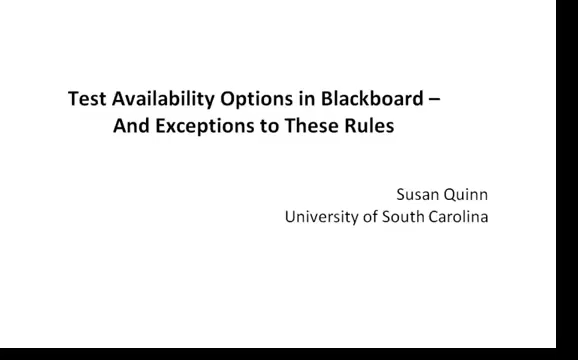 Test Availability Options in Blackboard –
And Exceptions to These Rules
Susan Quinn
University of South Carolina